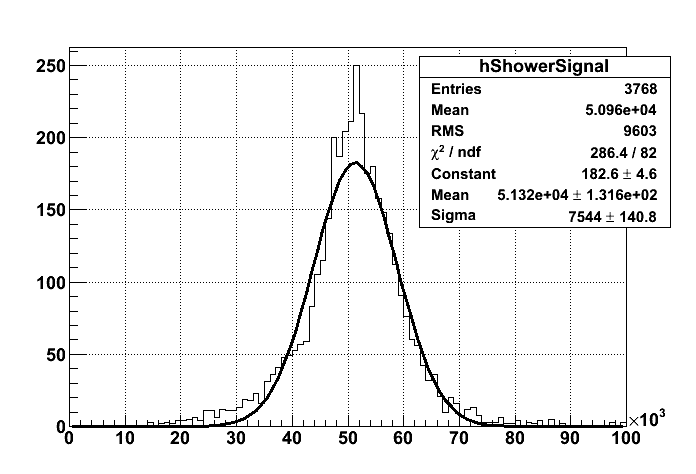 hShowerSignal
Entries 3768
Mean 5.096e+04
RMS 9603
χ² / ndf 286.4 / 82
Constant 182.6 ± 4.6
Mean 5.132e+04 ± 1.316e+02
Sigma 7544 ± 140.8
250
200
150
100
50
0
0 10 20 30 40 50 60 70 80 90 100
×10³